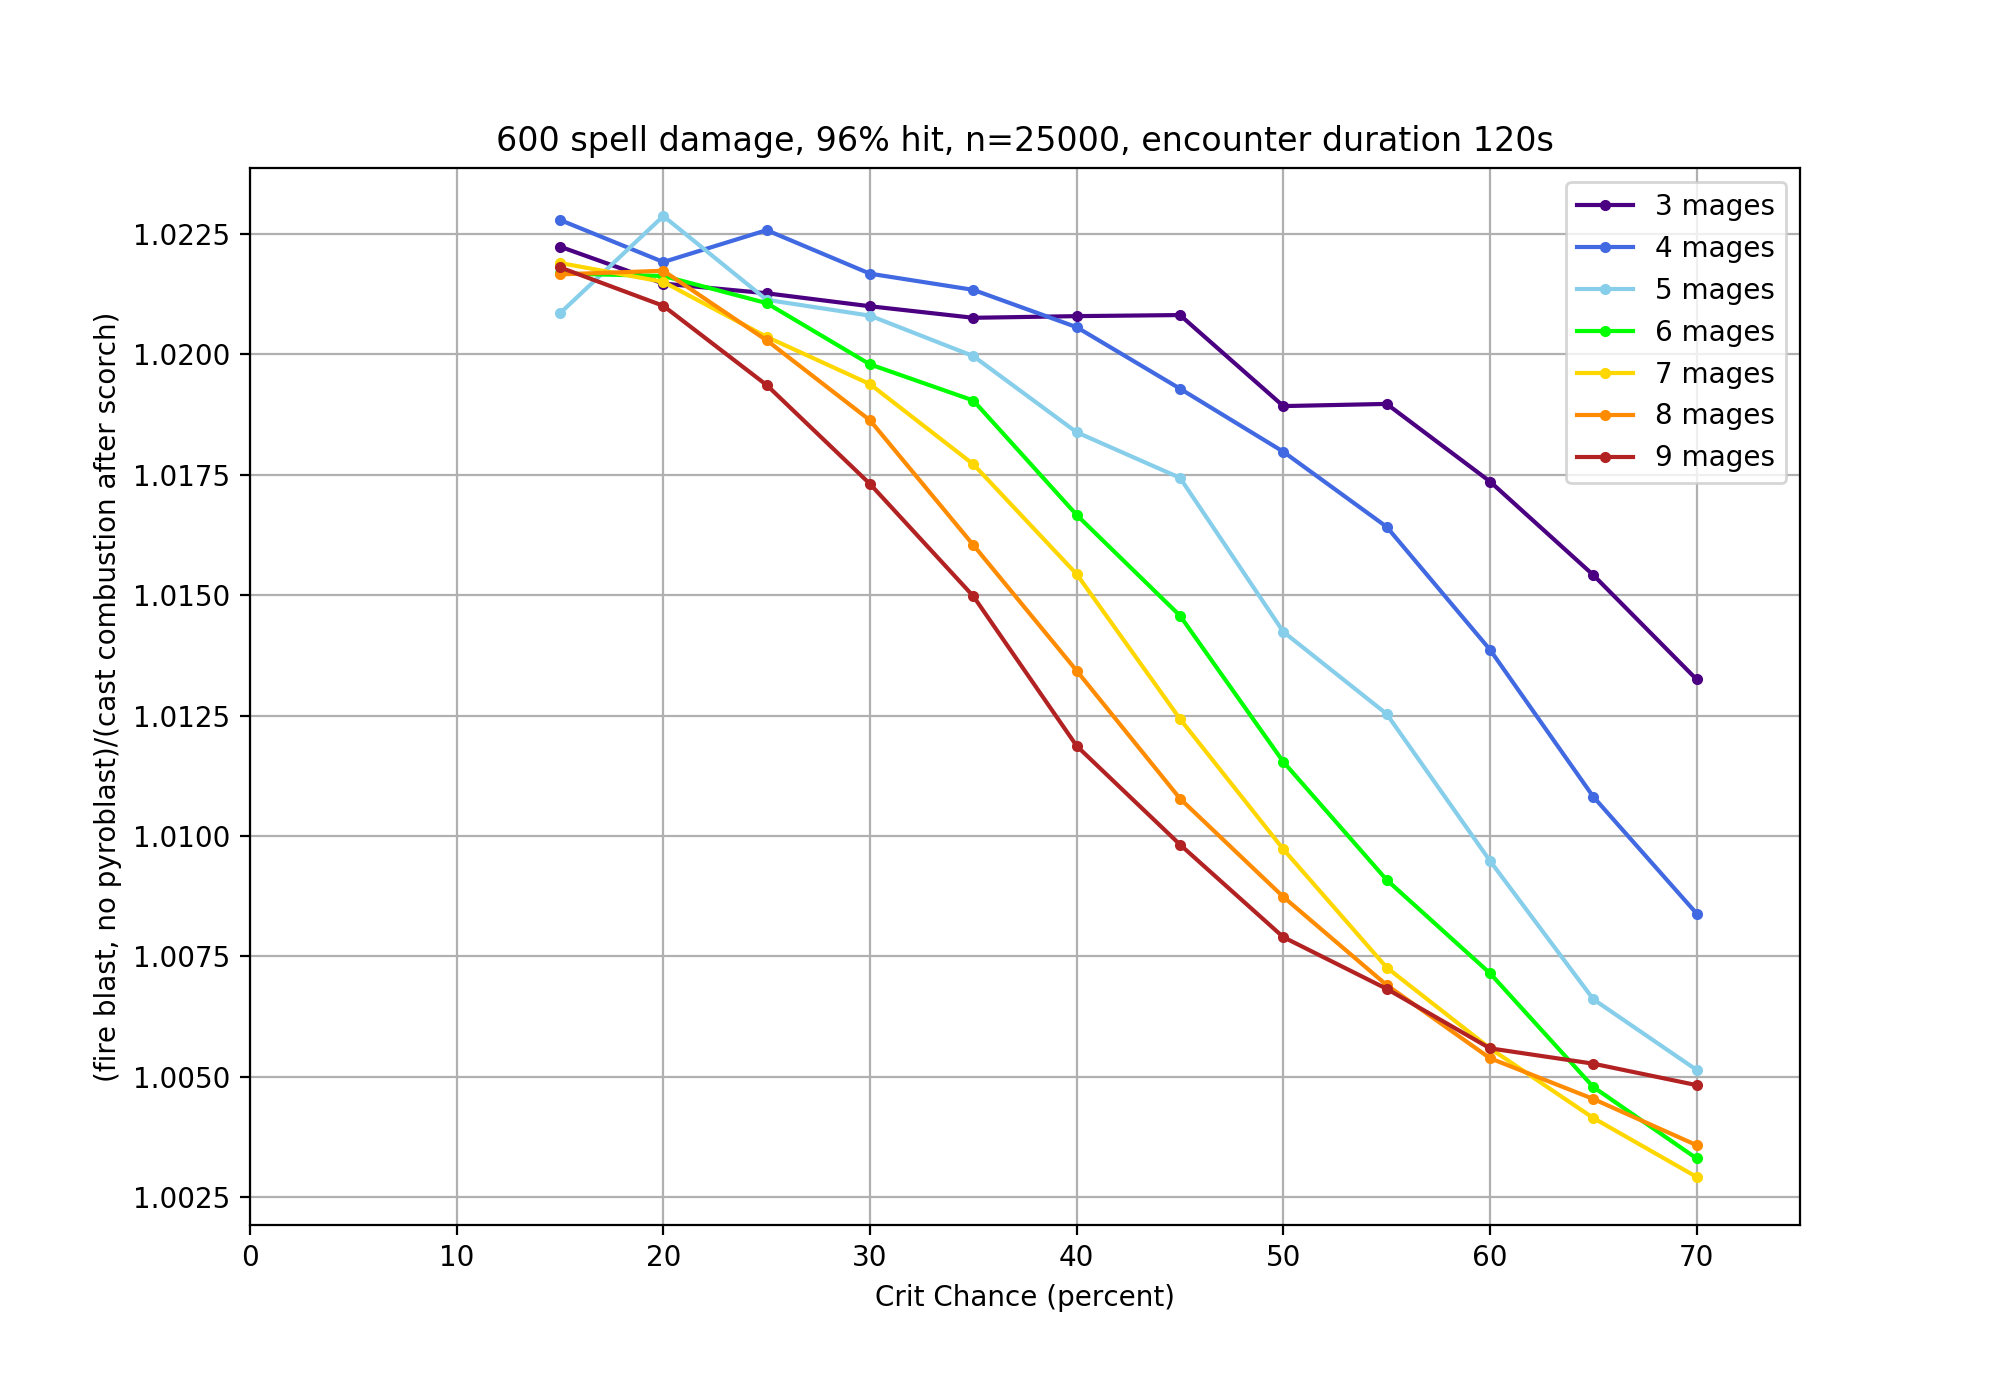 600 spell damage, 96% hit, n=25000, encounter duration 120s
(fire blast, no pyroblast)/(cast combustion after scorch)
1.0225
1.0200
1.0175
1.0150
1.0125
1.0100
1.0075
1.0050
1.0025
3 mages
4 mages
5 mages
6 mages
7 mages
8 mages
9 mages
0 10 20 30 40 50 60 70
Crit Chance (percent)